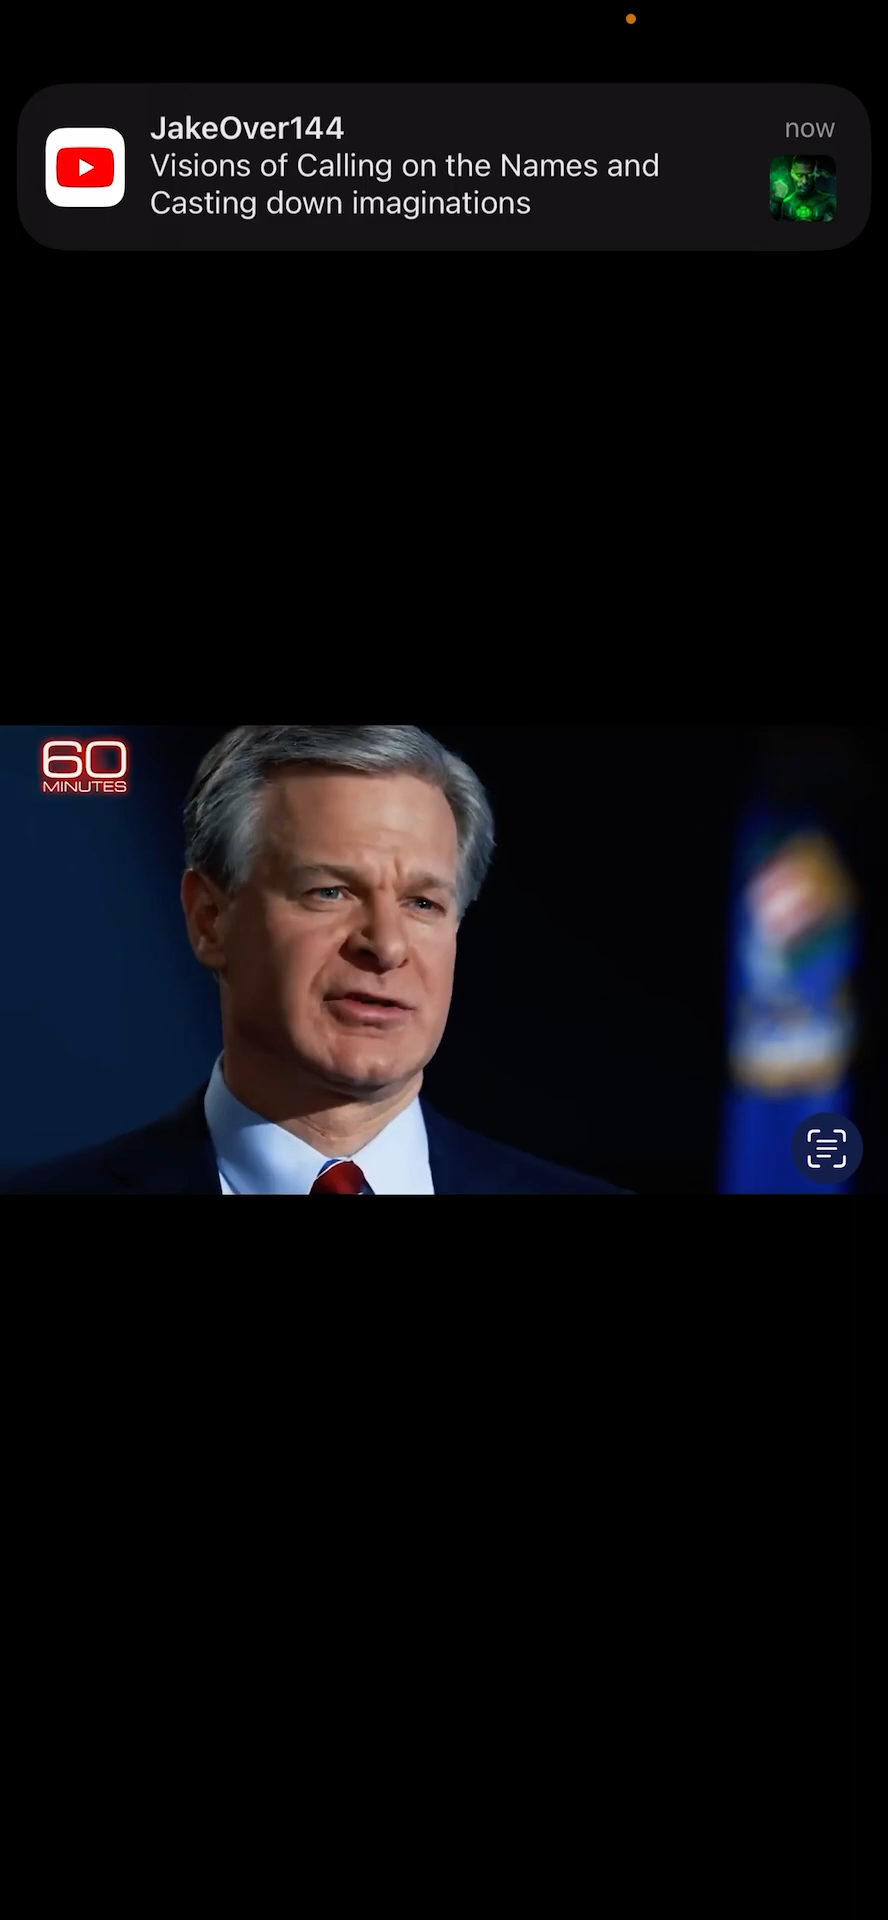 JakeOver144
now
Visions of Calling on the Names and
Casting down imaginations
60
MINUTES